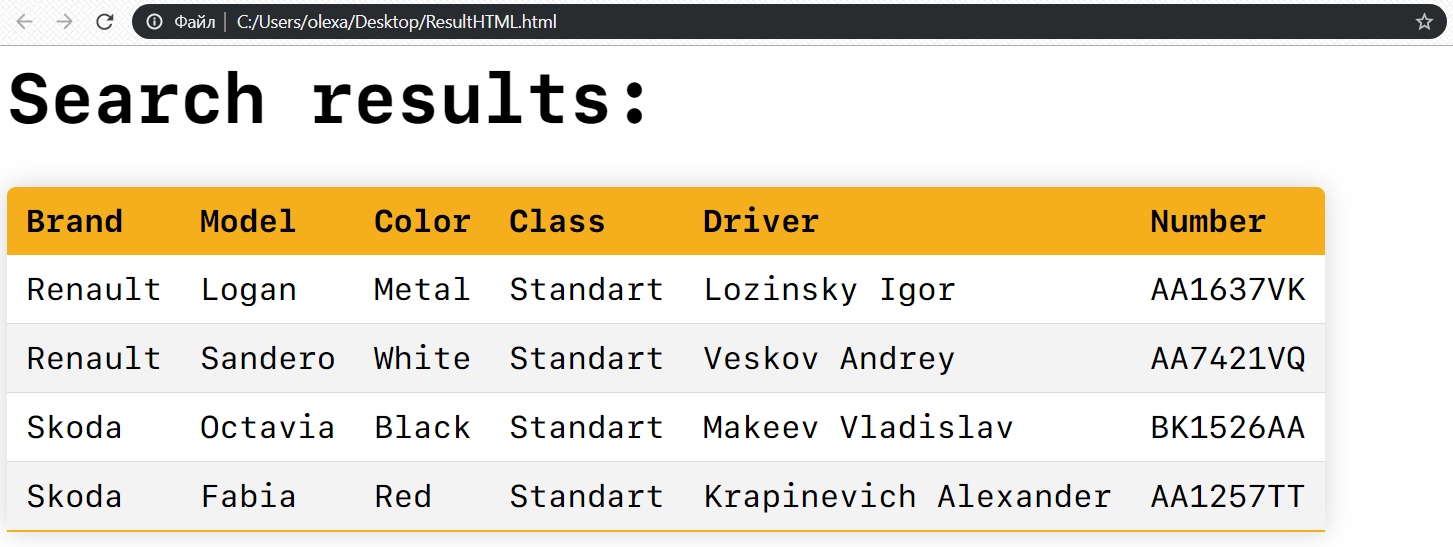 Файл C:/Users/olexa/Desktop/ResultHTML.html
Search results:
Brand Model Color Class Driver Number
Renault Logan Metal Standart Lozinsky Igor AA1637VK
Renault Sandero White Standart Veskov Andrey AA7421VQ
Skoda Octavia Black Standart Makeev Vladislav BK1526AA
Skoda Fabia Red Standart Krapinevich Alexander AA1257TT